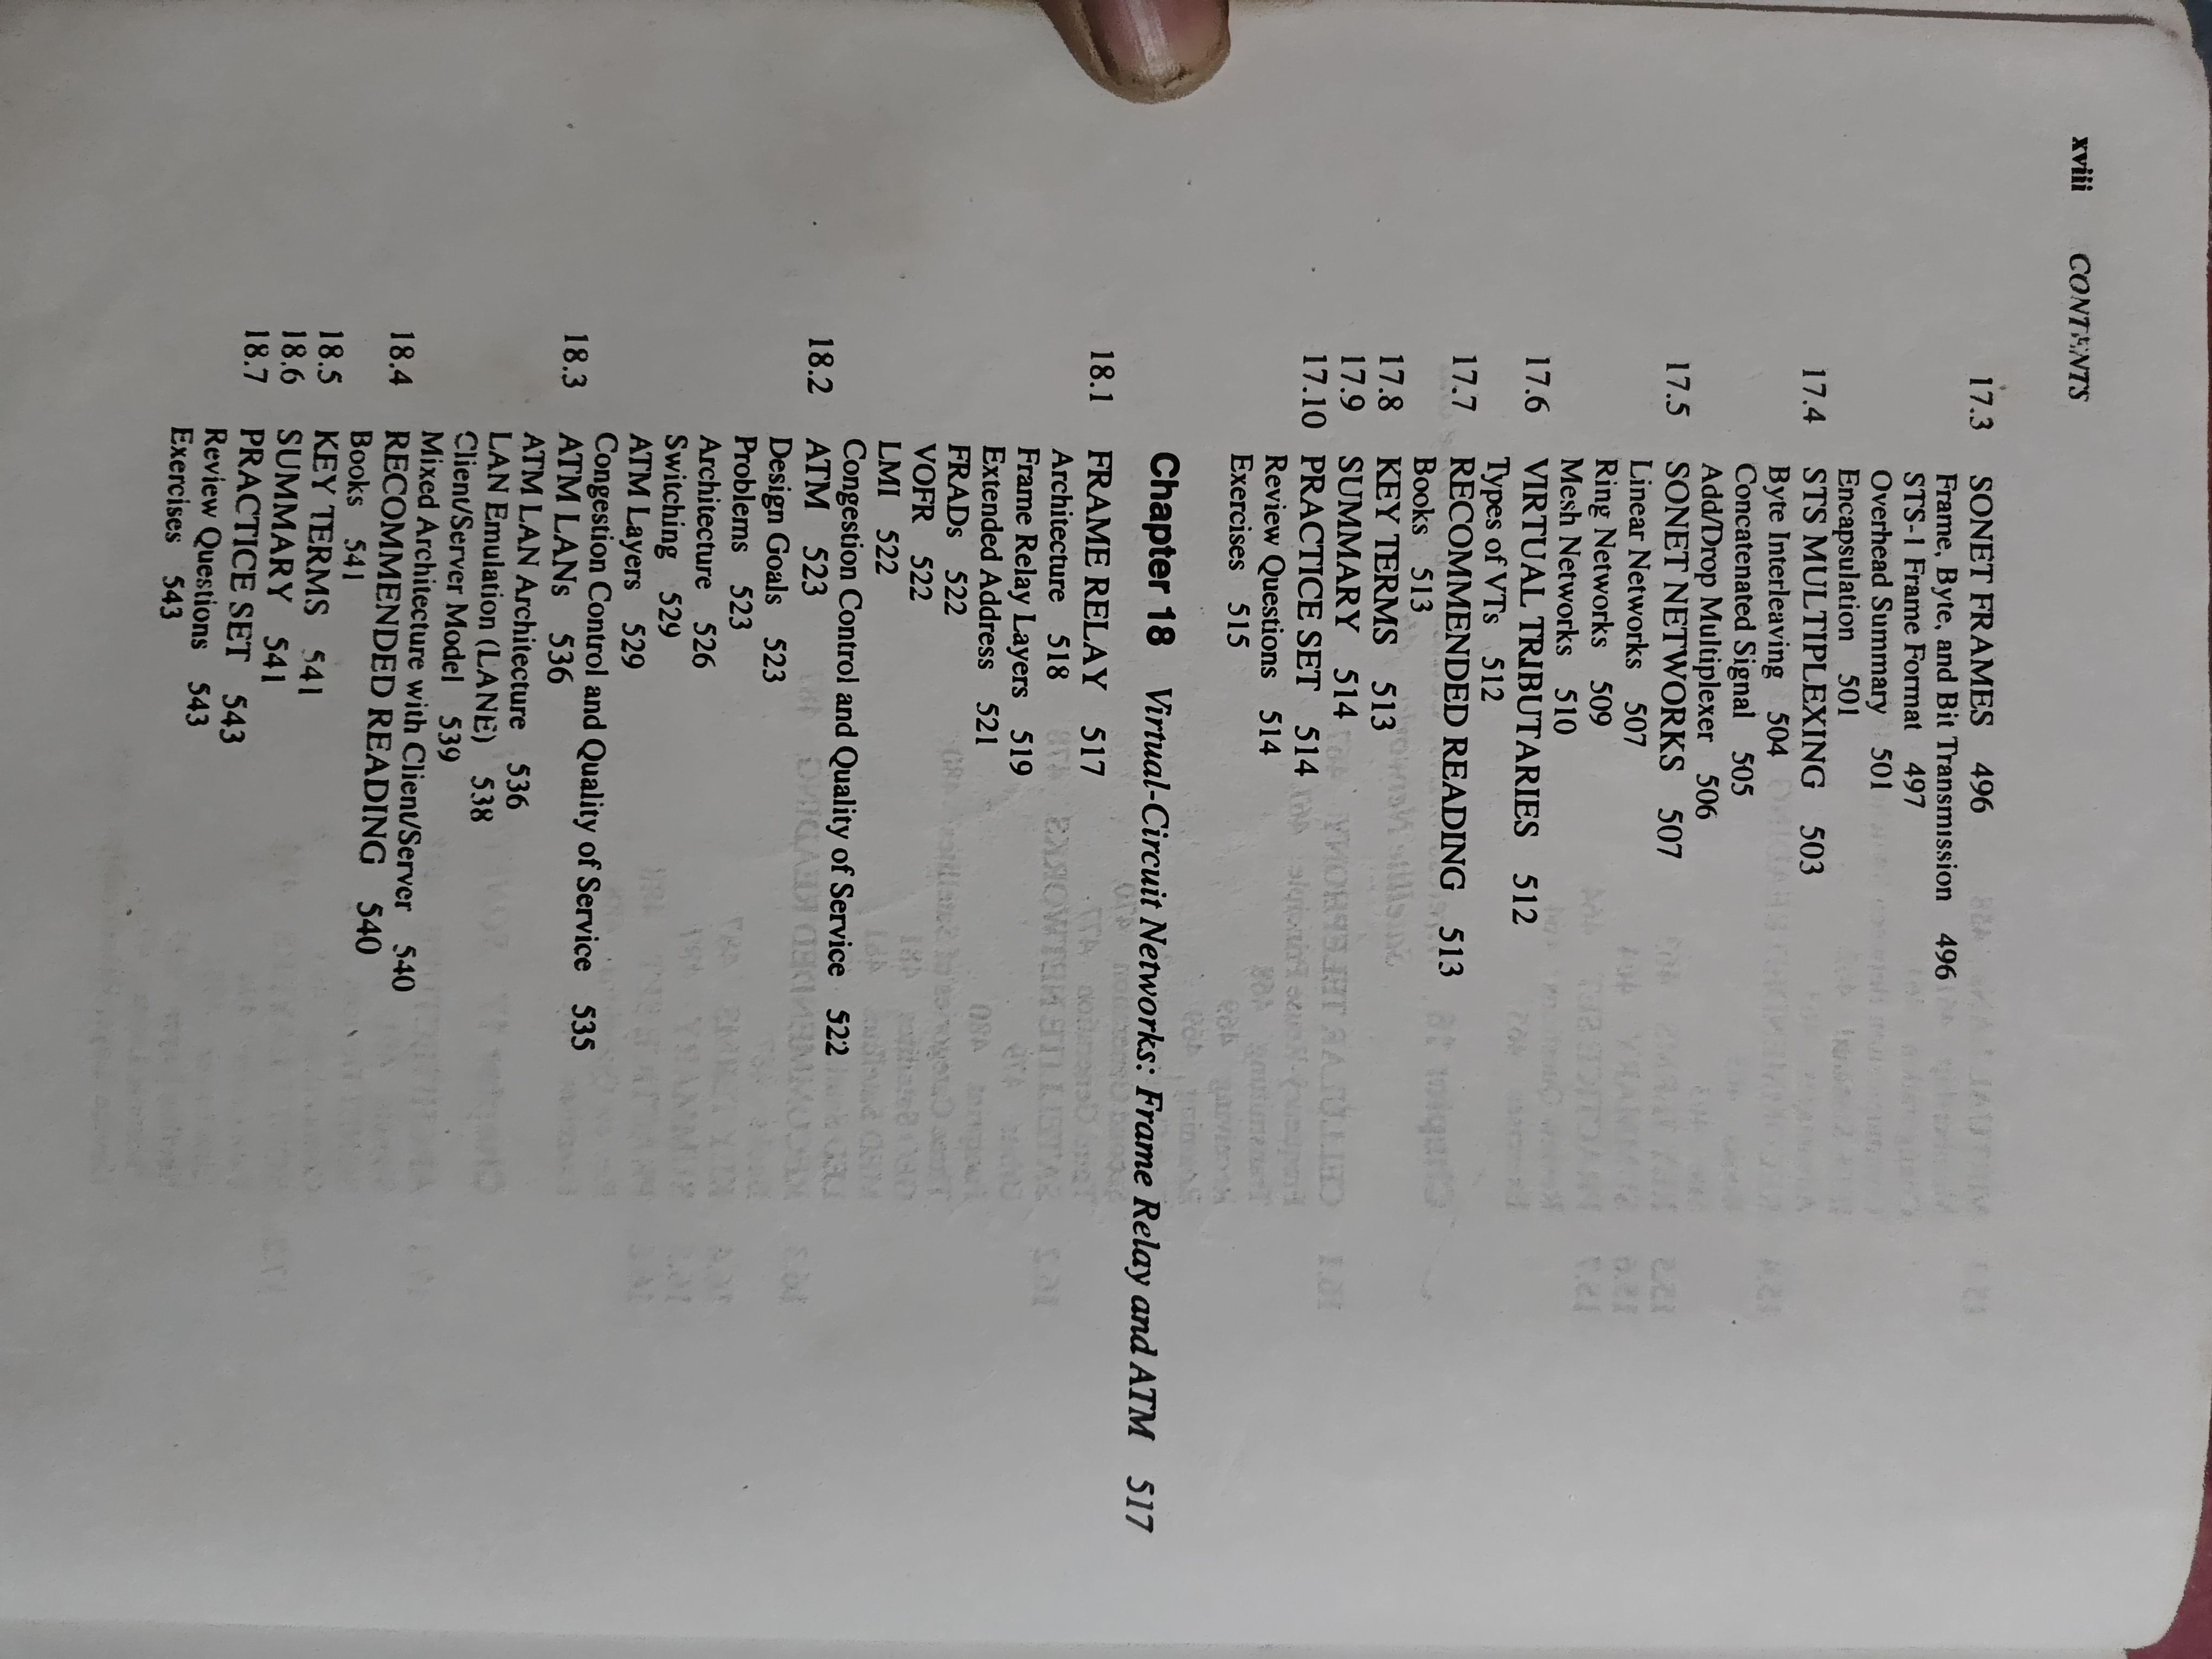 xviii CONTENTS
17.3 SONET FRAMES 496
Frame, Byte, and Bit Transmission 496
STS-1 Frame Format 497
Overhead Summary 501
Encapsulation 501
17.4 STS MULTIPLEXING 503
Byte Interleaving 504
Concatenated Signal 505
Add/Drop Multiplexer 506
17.5 SONET NETWORKS 507
Linear Networks 507
Ring Networks 509
Mesh Networks 510
17.6 VIRTUAL TRIBUTARIES 512
Types of VTs 512
17.7 RECOMMENDED READING 513
Books 513
17.8 KEY TERMS 513
17.9 SUMMARY 514
17.10 PRACTICE SET 514
Review Questions 514
Exercises 515
Chapter 18 Virtual-Circuit Networks: Frame Relay and ATM 517
18.1 FRAME RELAY 517
Architecture 518
Frame Relay Layers 519
Extended Address 521
FRADs 522
VOFR 522
LMI 522
Congestion Control and Quality of Service 522
18.2 ATM 523
Design Goals 523
Problems 523
Architecture 526
Switching 529
ATM Layers 529
Congestion Control and Quality of Service 535
18.3 ATM LANs 536
ATM LAN Architecture 536
LAN Emulation (LANE) 538
Client/Server Model 539
Mixed Architecture with Client/Server 540
18.4 RECOMMENDED READING 540
Books 541
18.5 KEY TERMS 541
18.6 SUMMARY 541
18.7 PRACTICE SET 543
Review Questions 543
Exercises 543